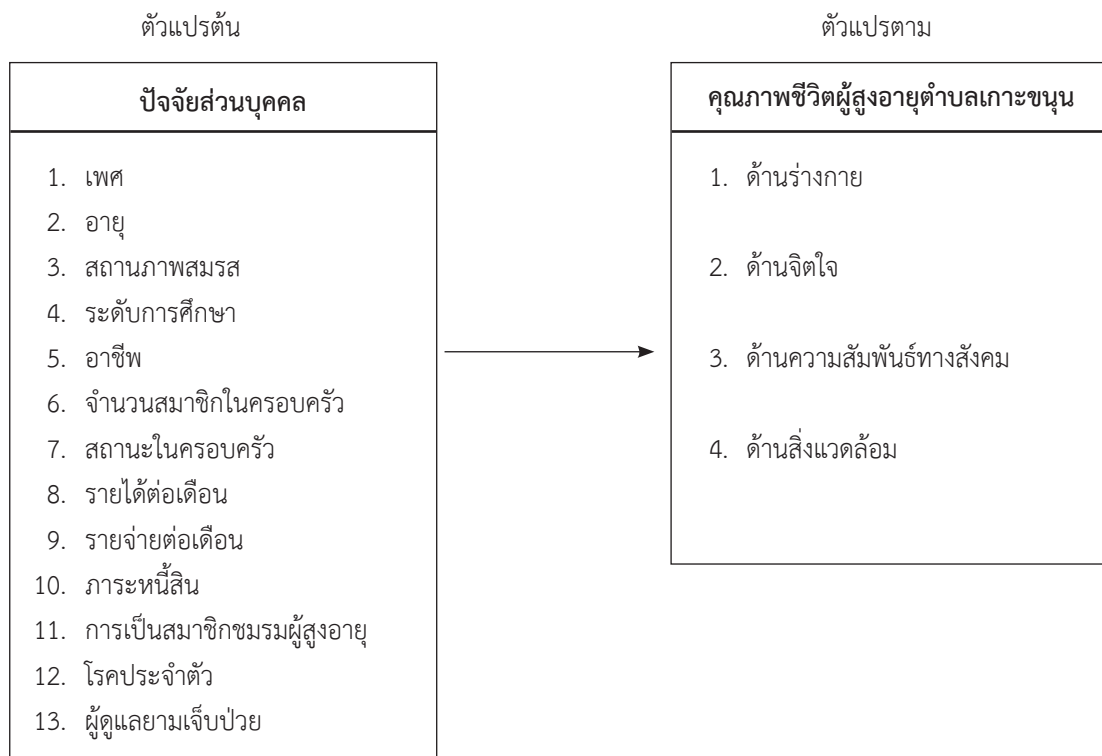 ตัวแปรต้น
ปัจจัยส่วนบุคคล
1. เพศ
2. อายุ
3. สถานภาพสมรส
4. ระดับการศึกษา
5. อาชีพ
6. จำนวนสมาชิกในครอบครัว
7. สถานะในครอบครัว
8. รายได้ต่อเดือน
9. รายจ่ายต่อเดือน
10. ภาระหนี้สิน
11. การเป็นสมาชิกชมรมผู้สูงอายุ
12. โรคประจำตัว
13. ผู้ดูแลยามเจ็บป่วย
ตัวแปรตาม
คุณภาพชีวิตผู้สูงอายุตำบลเกาะขนุน
1. ด้านร่างกาย
2. ด้านจิตใจ
3. ด้านความสัมพันธ์ทางสังคม
4. ด้านสิ่งแวดล้อม